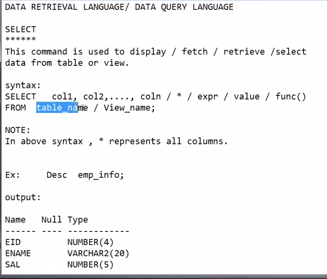 DATA RETRIEVAL LANGUAGE/ DATA QUERY LANGUAGE
SELECT
******
This command is used to display / fetch / retrieve /select
data from table or view.
syntax:
SELECT col1, col2,...., coln / * / expr / value / func()
FROM table_name / View_name;
NOTE:
In above syntax , * represents all columns.
Ex: Desc emp_info;
output:
Name Null Type
------ ---- ------------
EID NUMBER(4)
ENAME VARCHAR2(20)
SAL NUMBER(5)